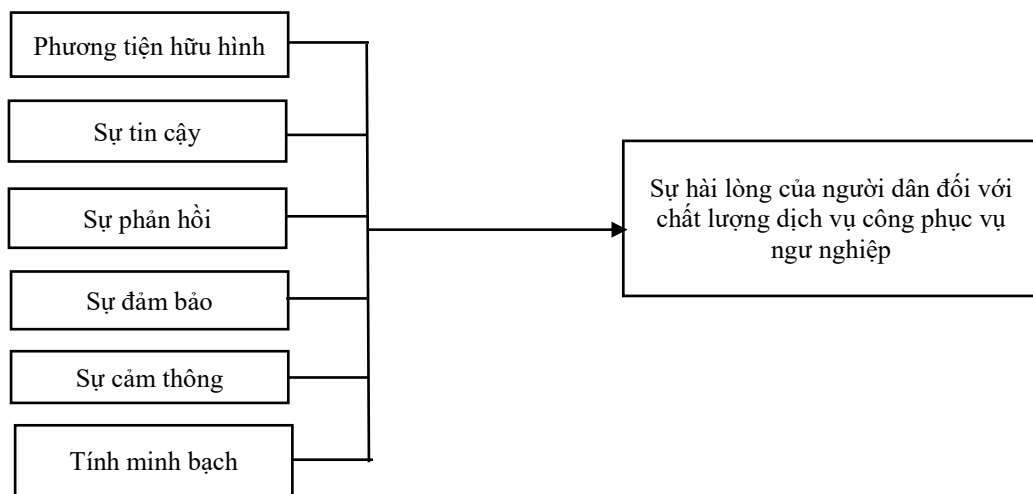 Phương tiện hữu hình
Sự tin cậy
Sự phản hồi
Sự đảm bảo
Sự cảm thông
Tính minh bạch
Sự hài lòng của người dân đối với
chất lượng dịch vụ công phục vụ
ngư nghiệp